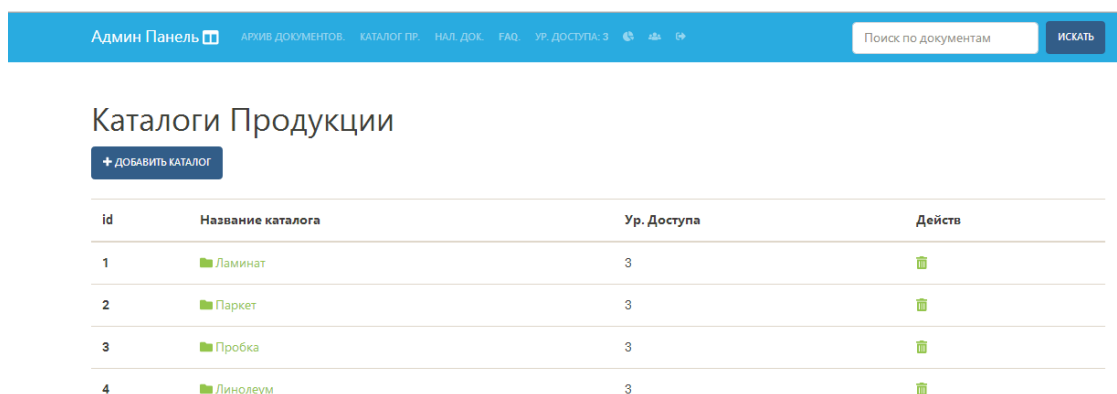 Админ Панель АРХИВ ДОКУМЕНТОВ. КАТАЛОГ ПР. НАЛ. ДОК. FAQ. УР. ДОСТУПА: 3 Поиск по документам ИСКАТЬ
Каталоги Продукции
+ ДОБАВИТЬ КАТАЛОГ
id Название каталога Ур. Доступа Действ
1 Ламинат 3
2 Паркет 3
3 Пробка 3
4 Линолеум 3